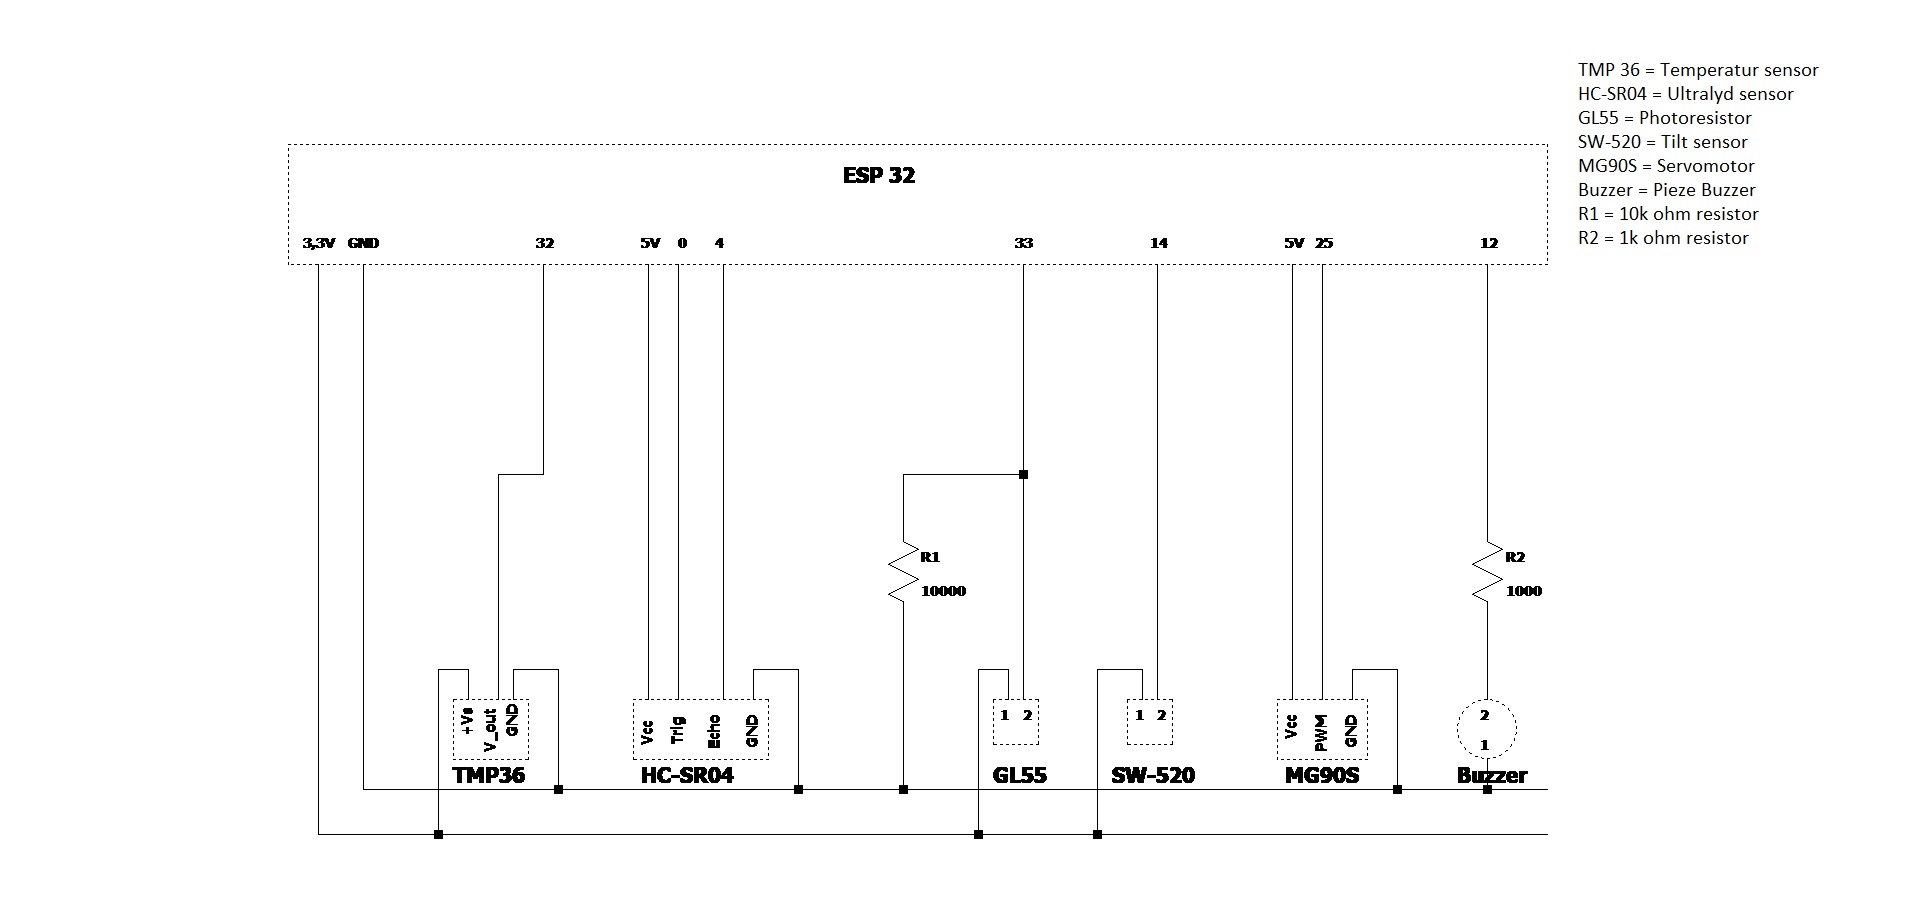 TMP 36 = Temperatur sensor
HC-SR04 = Ultralyd sensor
GL55 = Photoresistor
SW-520 = Tilt sensor
MG90S = Servomotor
Buzzer = Pieze Buzzer
R1 = 10k ohm resistor
R2 = 1k ohm resistor
ESP 32
3,3V GND 32 5V 0 4 33 14 5V 25 12
R1 R2
10000 1000
+Vs V_out GND Vcc Trig Echo GND 1 2 1 2 Vcc PWM GND 2
1
TMP36 HC-SR04 GL55 SW-520 MG90S Buzzer